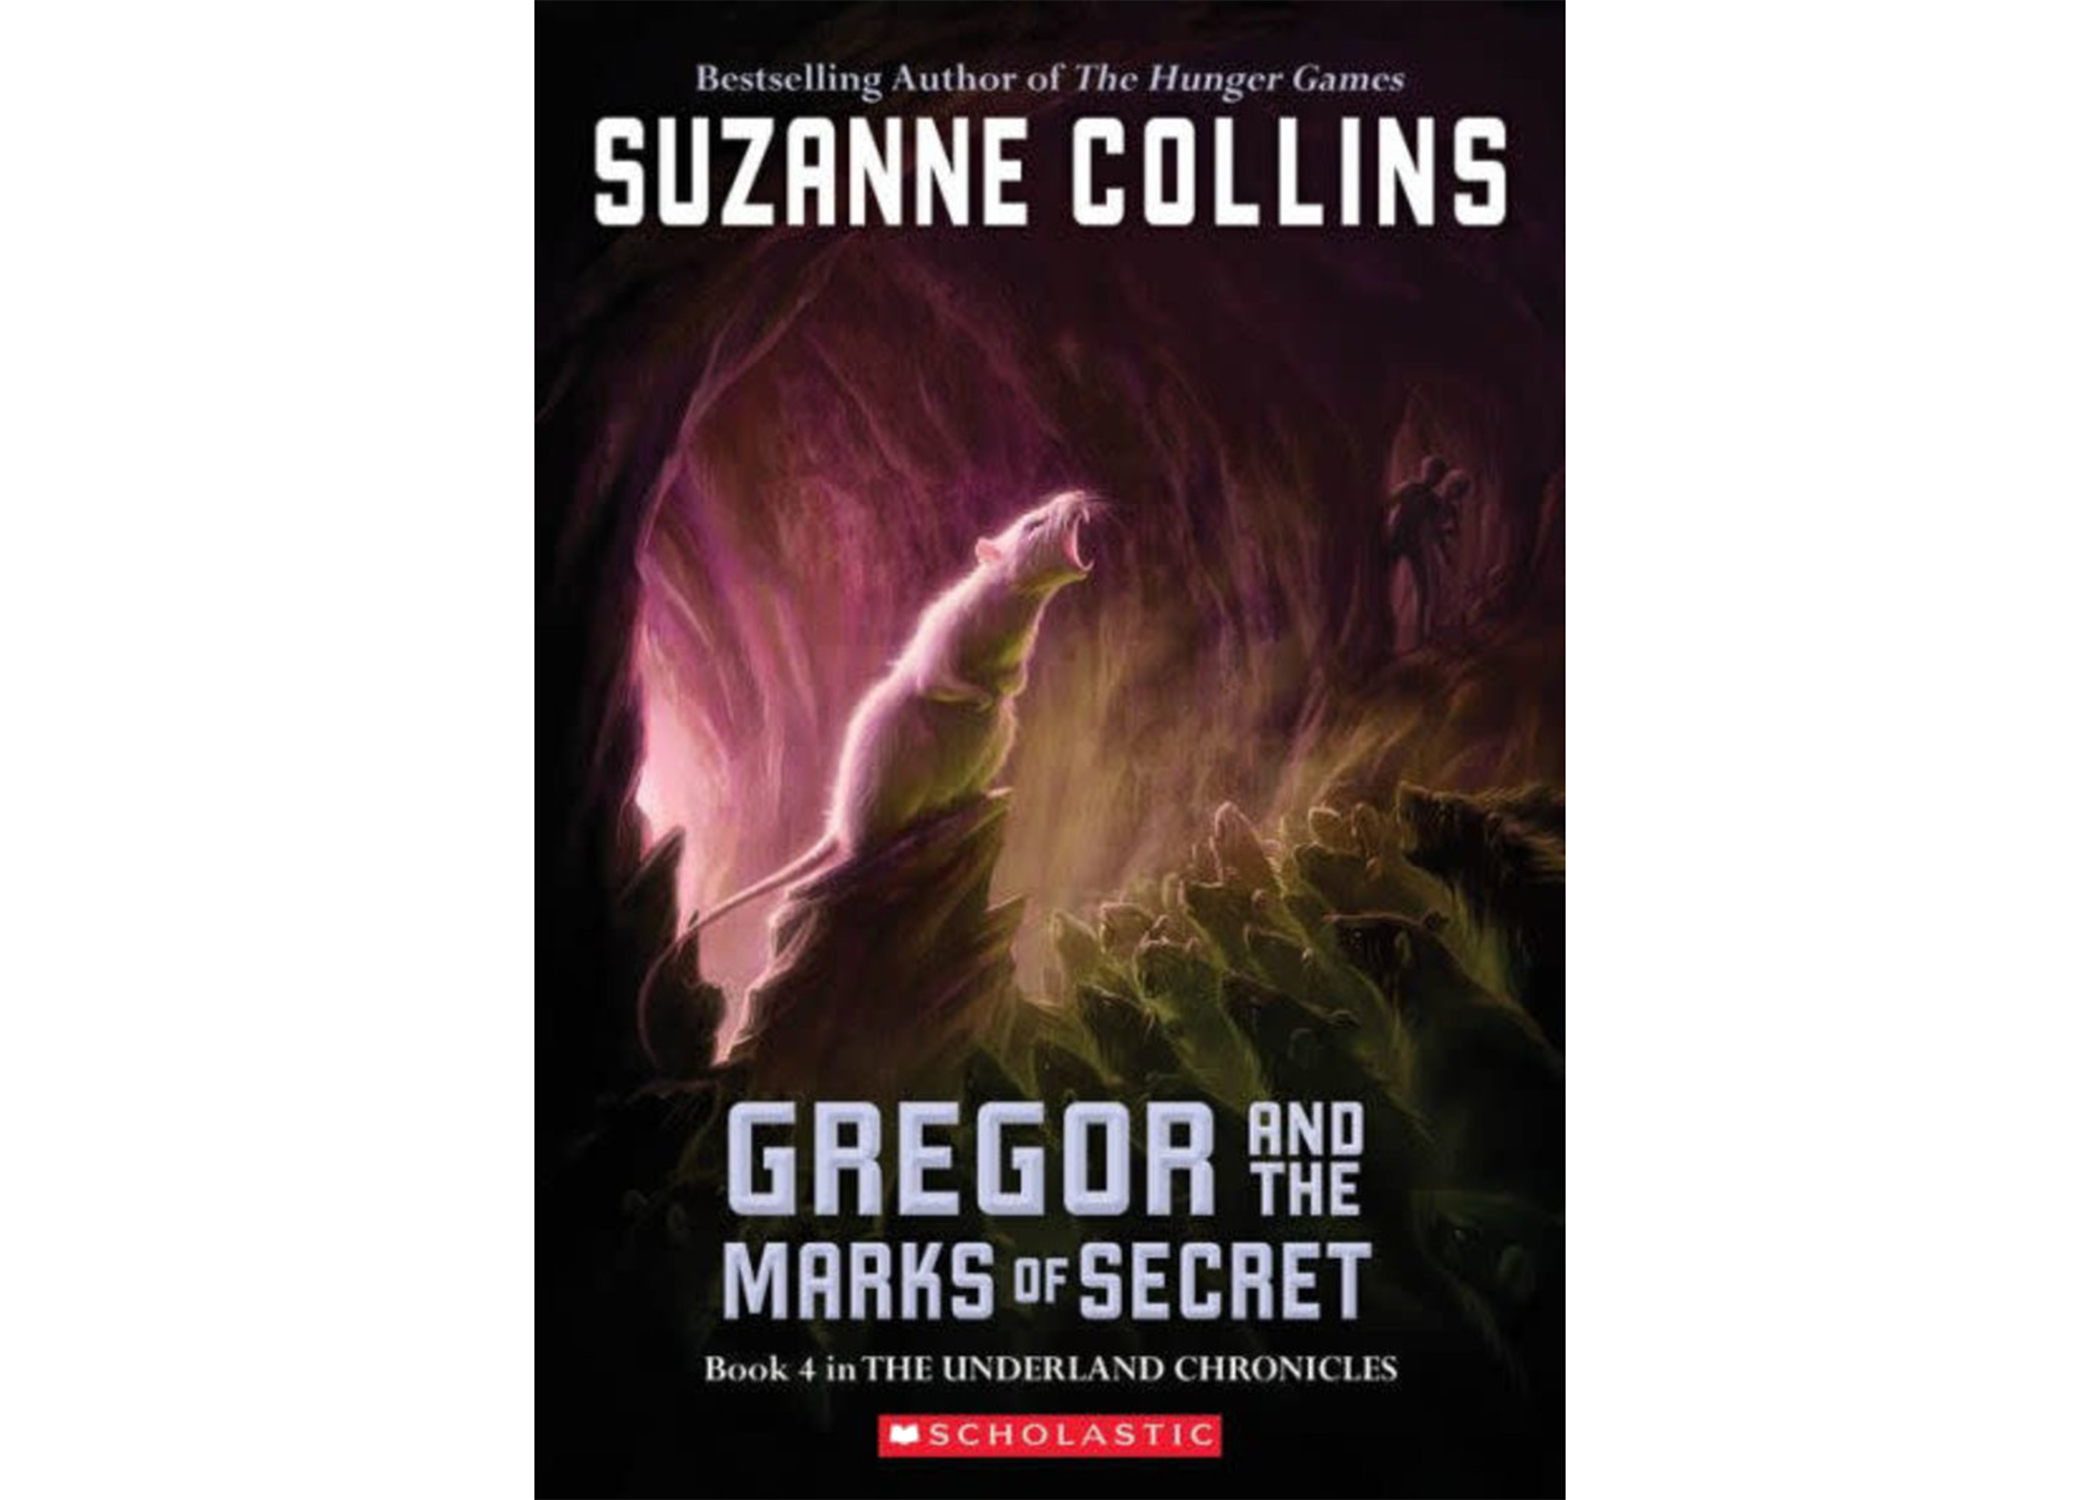 Bestselling Author of The Hunger Games
SUZANNE COLLINS
GREGOR AND THE
MARKS OF SECRET
Book 4 in THE UNDERLAND CHRONICLES
SCHOLASTIC